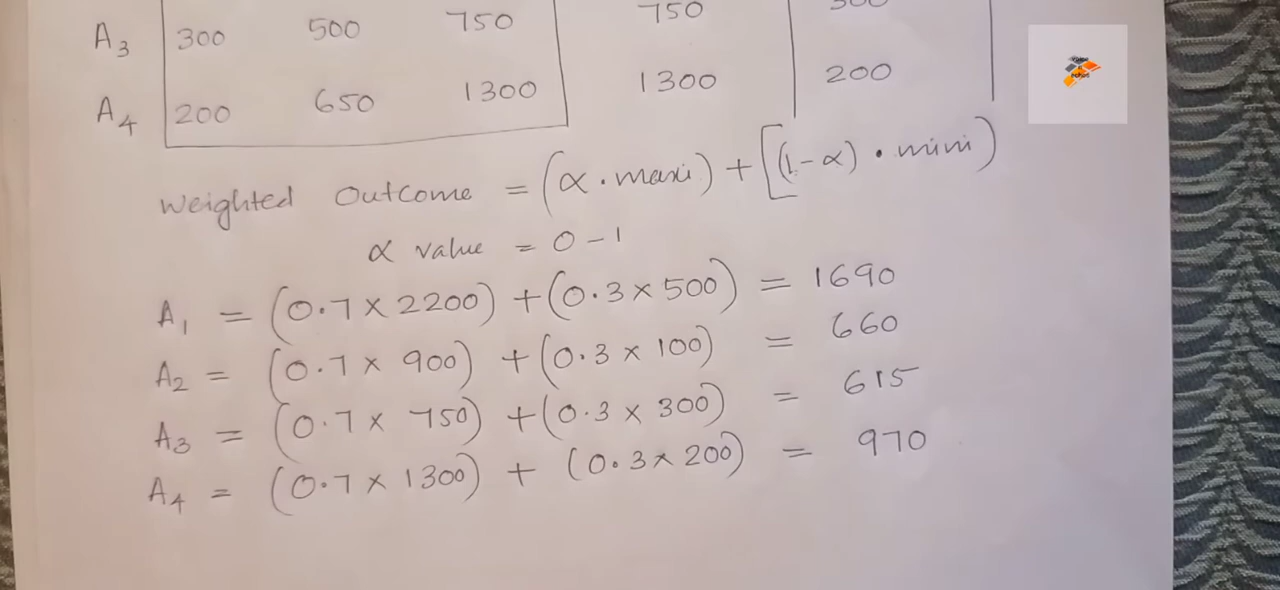 A3 300 500 750 750 300
A4 200 650 1300 1300 200
Weighted Outcome = (α . maxi) + [(1-α) . mini)
α value = 0 - 1
A1 = (0.7 × 2200) + (0.3 × 500) = 1690
A2 = (0.7 × 900) + (0.3 × 100) = 660
A3 = (0.7 × 750) + (0.3 × 300) = 615
A4 = (0.7 × 1300) + (0.3 × 200) = 970